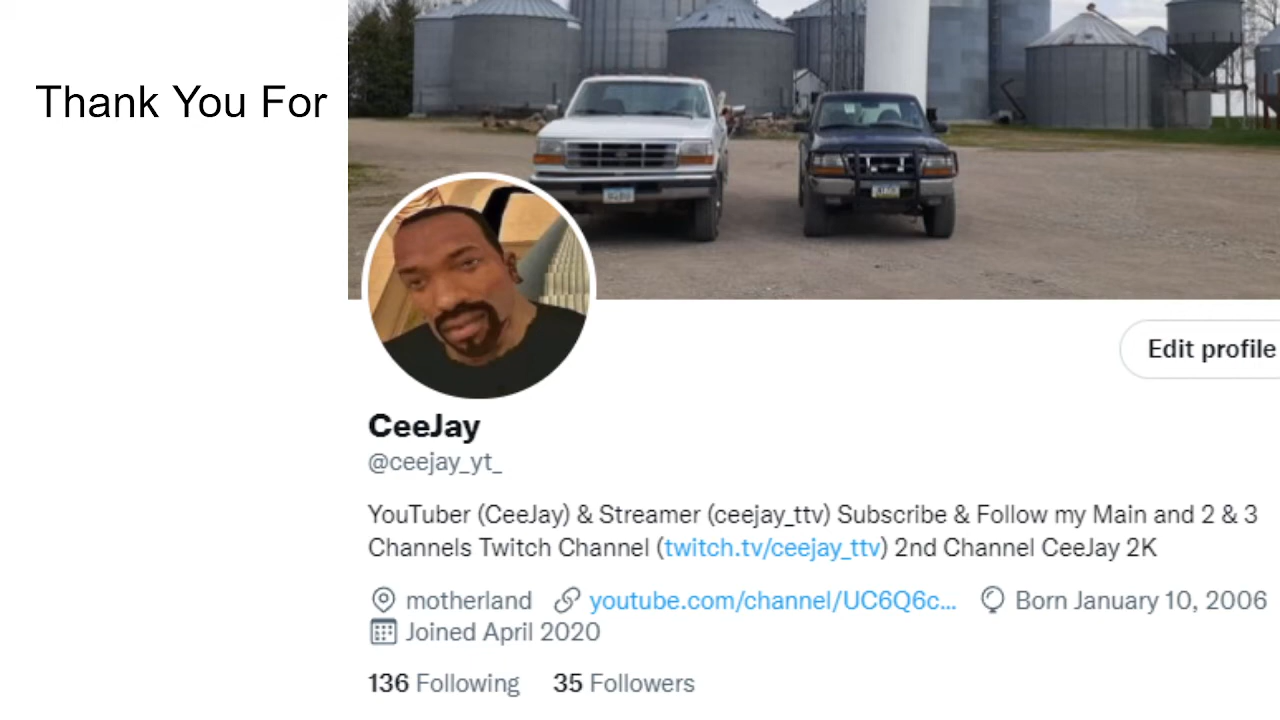 Thank You For
Edit profile
CeeJay
@ceejay_yt_
YouTuber (CeeJay) & Streamer (ceejay_ttv) Subscribe & Follow my Main and 2 & 3
Channels Twitch Channel (twitch.tv/ceejay_ttv) 2nd Channel CeeJay 2K
motherland youtube.com/channel/UC6Q6c... Born January 10, 2006
Joined April 2020
136 Following 35 Followers